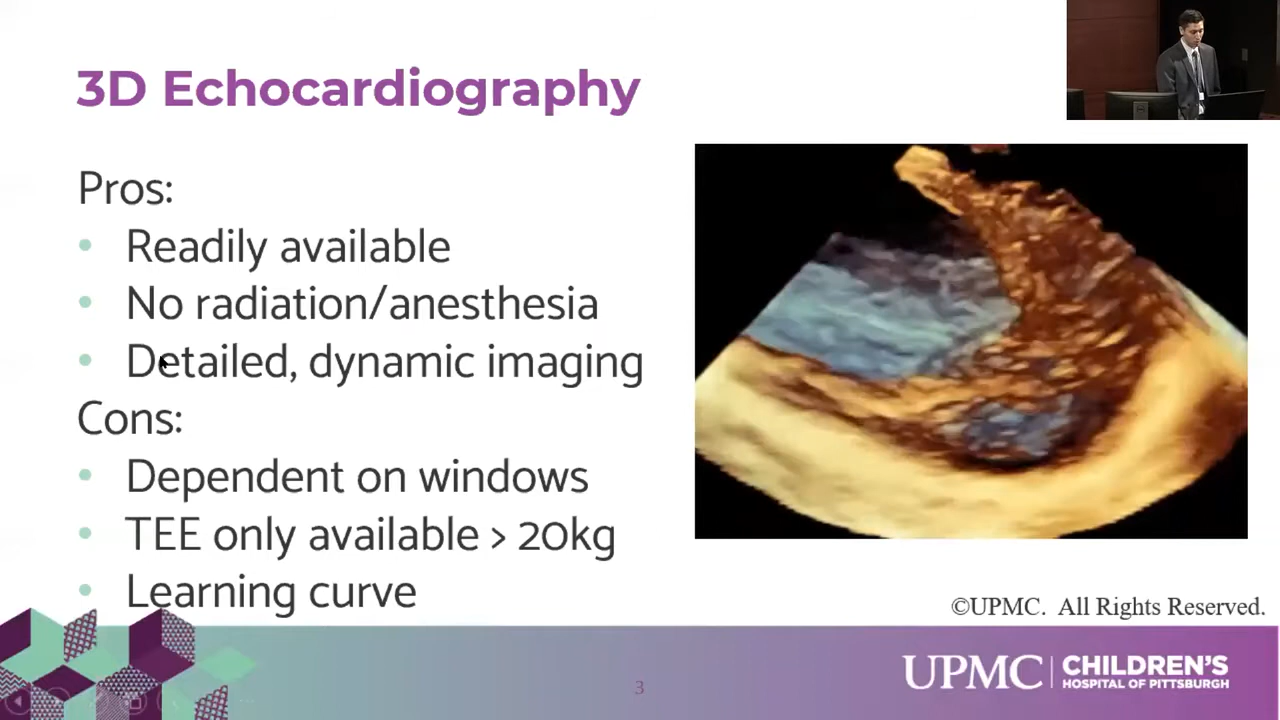 3D Echocardiography
Pros:
• Readily available
• No radiation/anesthesia
• Detailed, dynamic imaging
Cons:
• Dependent on windows
• TEE only available > 20kg
• Learning curve
©UPMC. All Rights Reserved.
UPMC | CHILDREN'S
HOSPITAL OF PITTSBURGH
3